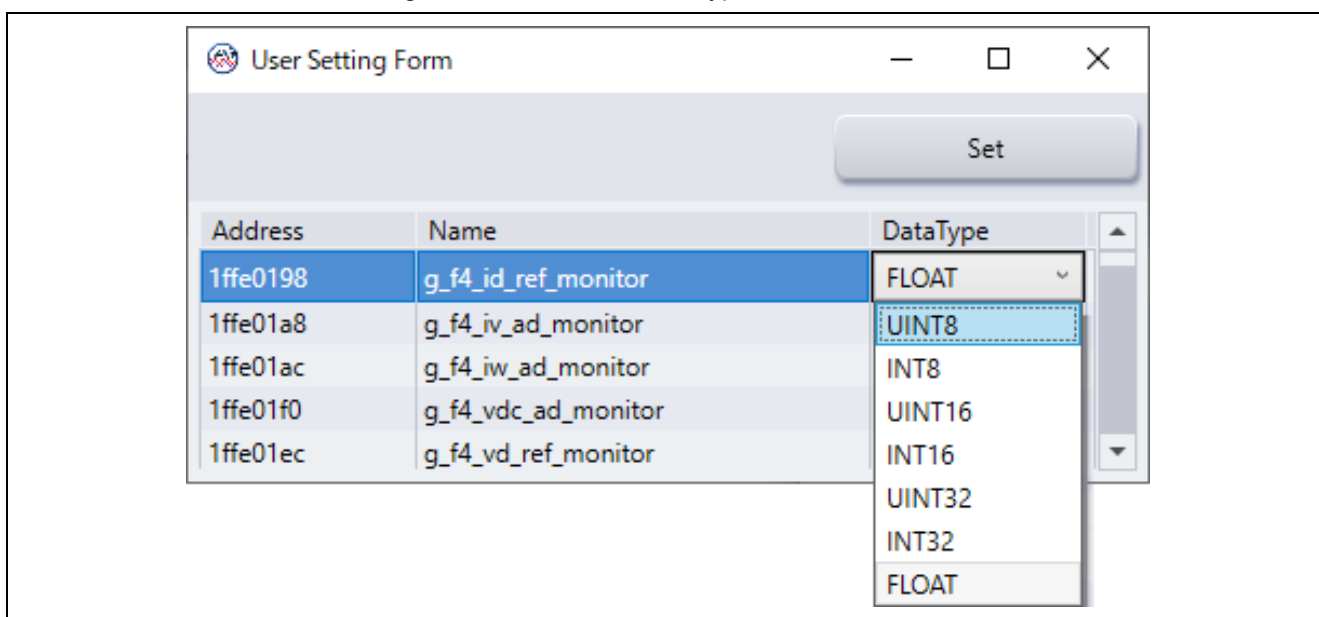 User Setting Form
Set
Address Name DataType
1ffe0198 g_f4_id_ref_monitor FLOAT
1ffe01a8 g_f4_iv_ad_monitor UINT8
1ffe01ac g_f4_iw_ad_monitor INT8
1ffe01f0 g_f4_vdc_ad_monitor UINT16
1ffe01ec g_f4_vd_ref_monitor INT16
UINT32
INT32
FLOAT